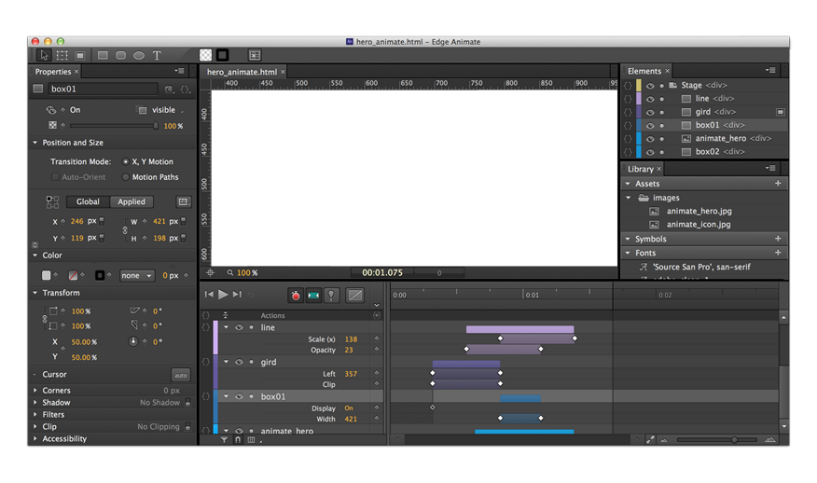 hero_animate.html – Edge Animate
T
Properties ×
box01
On
visible
100 %
Position and Size
Transition Mode:
X, Y Motion
Auto-Orient
Motion Paths
Global
Applied
X 246 px
W 421 px
Y 119 px
H 198 px
Color
none
0 px
Transform
100 %
0°
100 %
0°
X 50.00 %
0°
Y 50.00 %
Cursor
auto
Corners
0 px
Shadow
No Shadow
Filters
Clip
No Clipping
Accessibility
hero_animate.html ×
400 450 500 550 600 650 700 750 800 850 900 95
400
450
500
550
600
100 %
00:01.075
0
Elements ×
Stage <div>
line <div>
gird <div>
box01 <div>
animate_hero <div>
box02 <div>
Library ×
Assets
images
animate_hero.jpg
animate_icon.jpg
Symbols
Fonts
'Source San Pro', san-serif
0:00
0:01
0:02
Actions
line
Scale (x) 138
Opacity 23
gird
Left 357
Clip
box01
Display On
Width 421
animate_hero